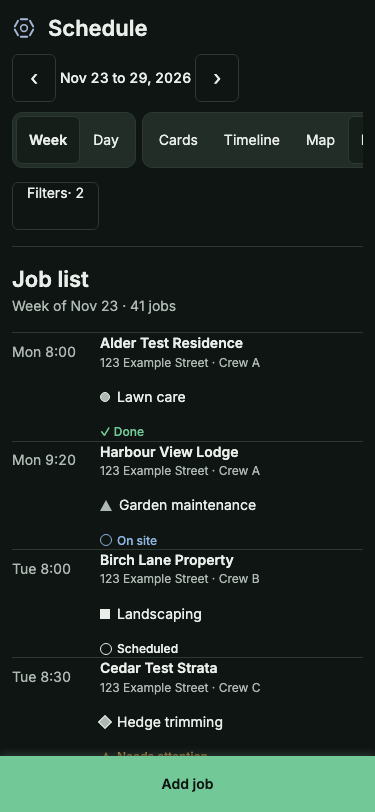 Schedule
Nov 23 to 29, 2026
Week Day Cards Timeline Map
Filters· 2
Job list
Week of Nov 23 · 41 jobs
Mon 8:00
Alder Test Residence
123 Example Street · Crew A
Lawn care
✓ Done
Mon 9:20
Harbour View Lodge
123 Example Street · Crew A
Garden maintenance
On site
Tue 8:00
Birch Lane Property
123 Example Street · Crew B
Landscaping
Scheduled
Tue 8:30
Cedar Test Strata
123 Example Street · Crew C
Hedge trimming
Needs attention
Add job